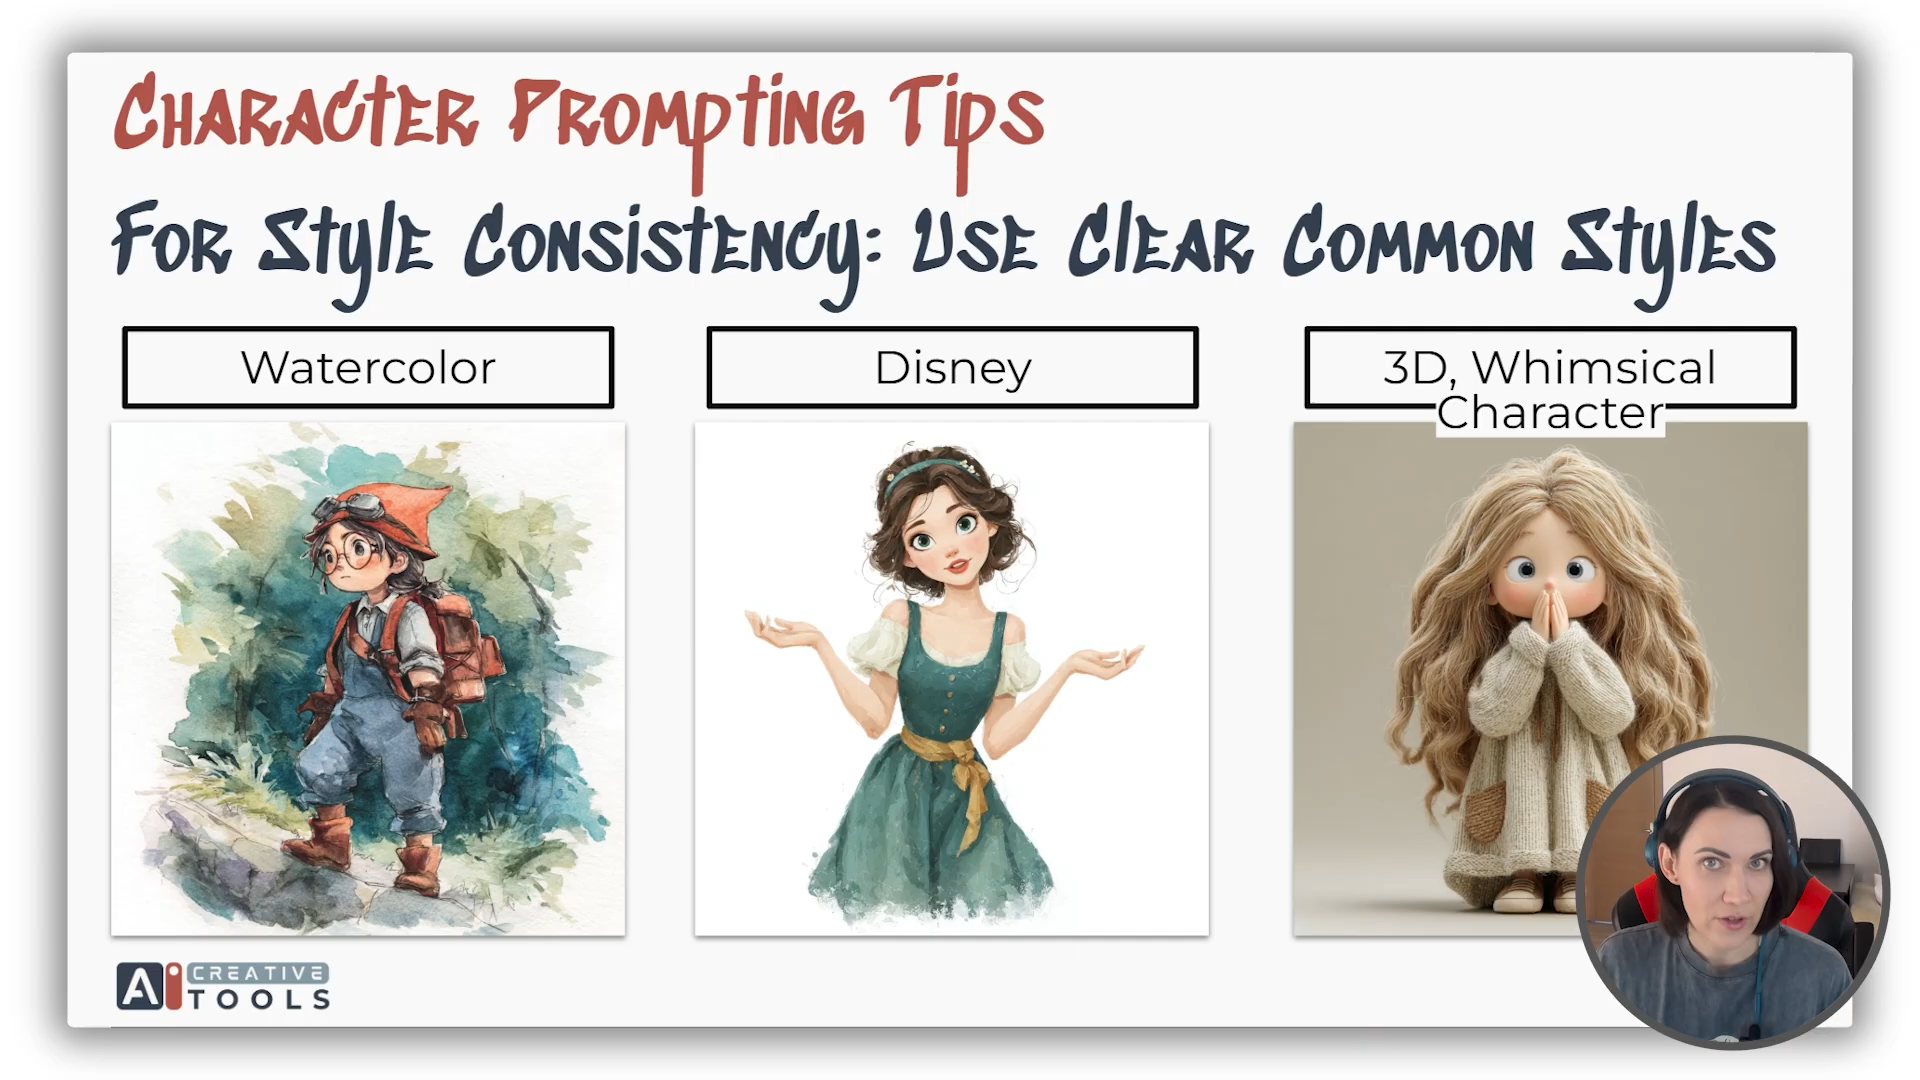 Character Prompting Tips
For Style Consistency: Use Clear Common Styles
Watercolor
Disney
3D, Whimsical
Character
Ai CREATIVE
TOOLS